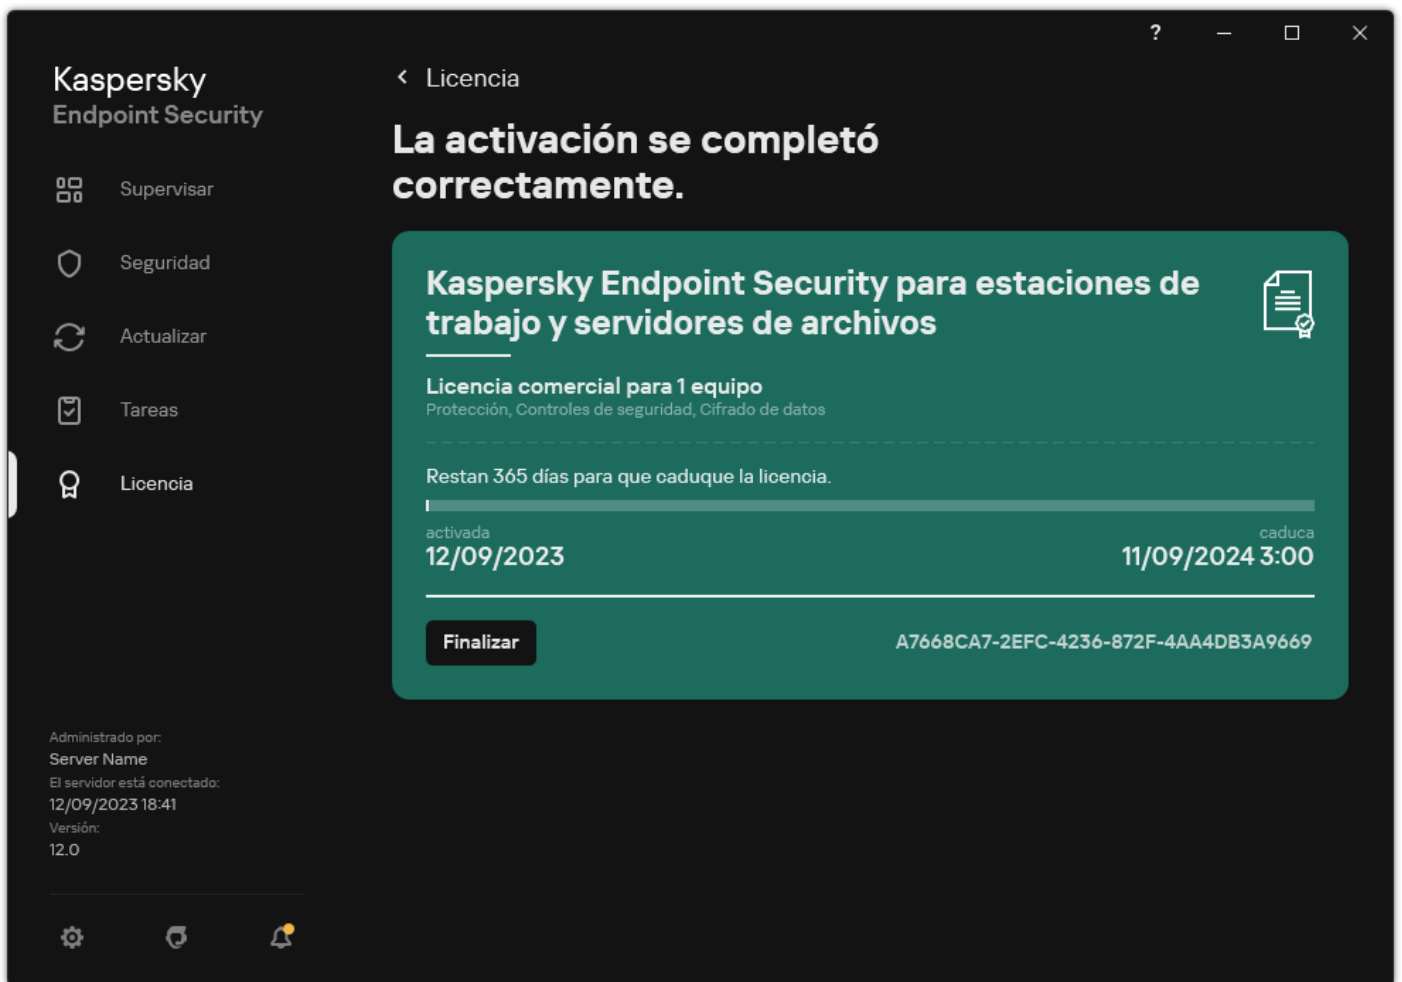 ?
Kaspersky
Endpoint Security
Supervisar
Seguridad
Actualizar
Tareas
Licencia
Administrado por:
Server Name
El servidor está conectado:
12/09/2023 18:41
Versión:
12.0
Licencia
La activación se completó
correctamente.
Kaspersky Endpoint Security para estaciones de
trabajo y servidores de archivos
Licencia comercial para 1 equipo
Protección, Controles de seguridad, Cifrado de datos
Restan 365 días para que caduque la licencia.
activada caduca
12/09/2023 11/09/2024 3:00
Finalizar A7668CA7-2EFC-4236-872F-4AA4DB3A9669